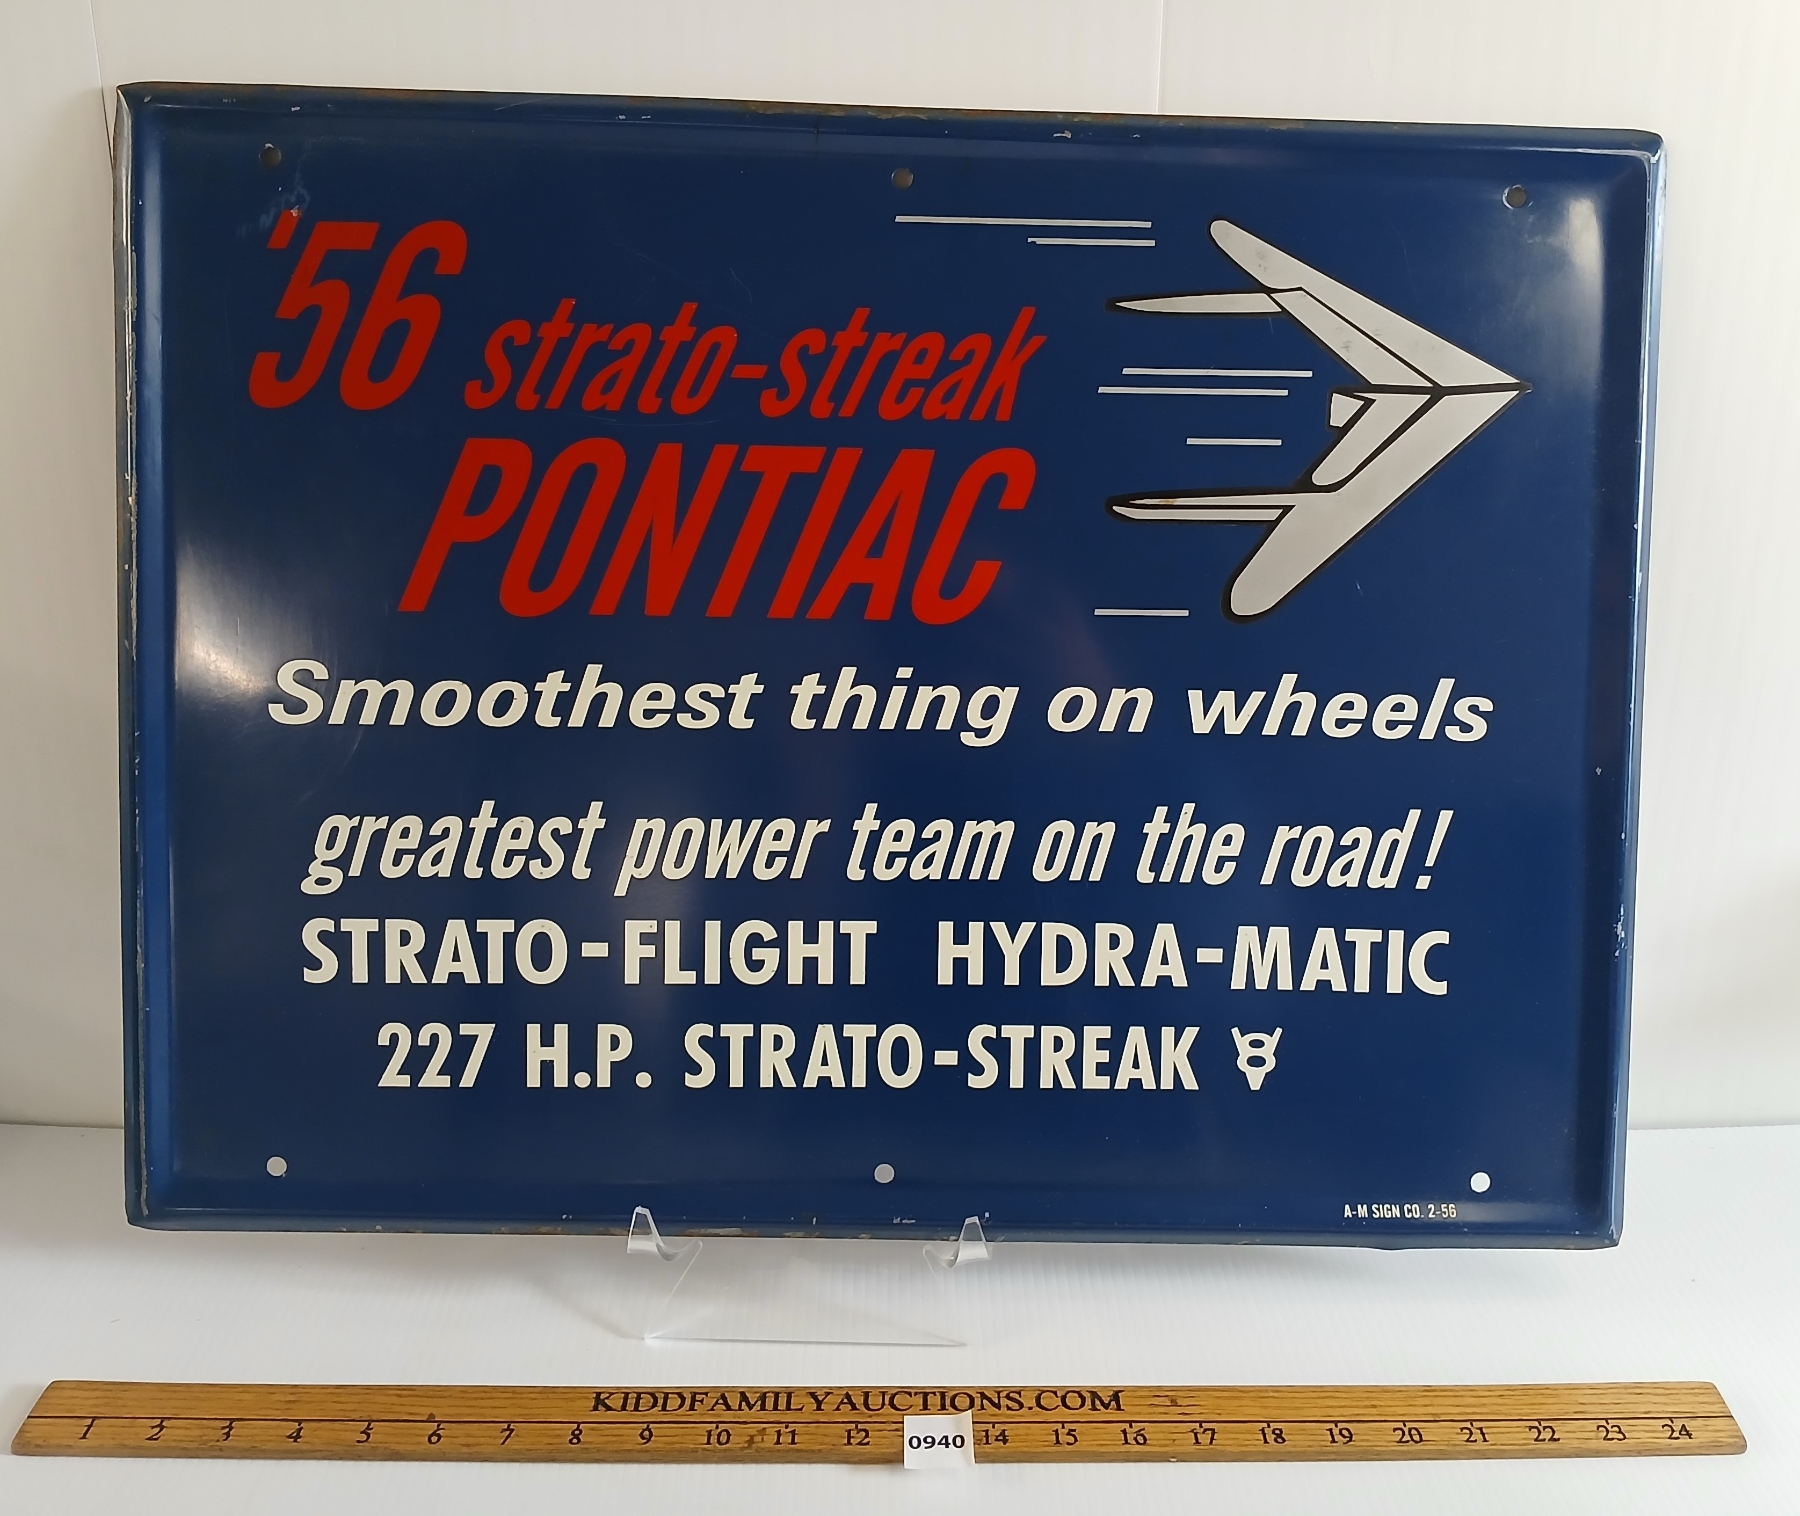 '56 strato-streak
PONTIAC
Smoothest thing on wheels
greatest power team on the road!
STRATO-FLIGHT HYDRA-MATIC
227 H.P. STRATO-STREAK V8
A-M SIGN CO. 2-56
KIDDFAMILYAUCTIONS.COM
1 2 3 4 5 6 7 8 9 10 11 12 0940 14 15 16 17 18 19 20 21 22 23 24